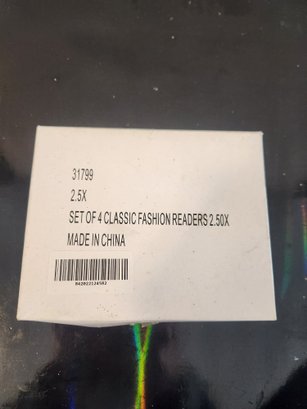 31799
2.5X
SET OF 4 CLASSIC FASHION READERS 2.50X
MADE IN CHINA